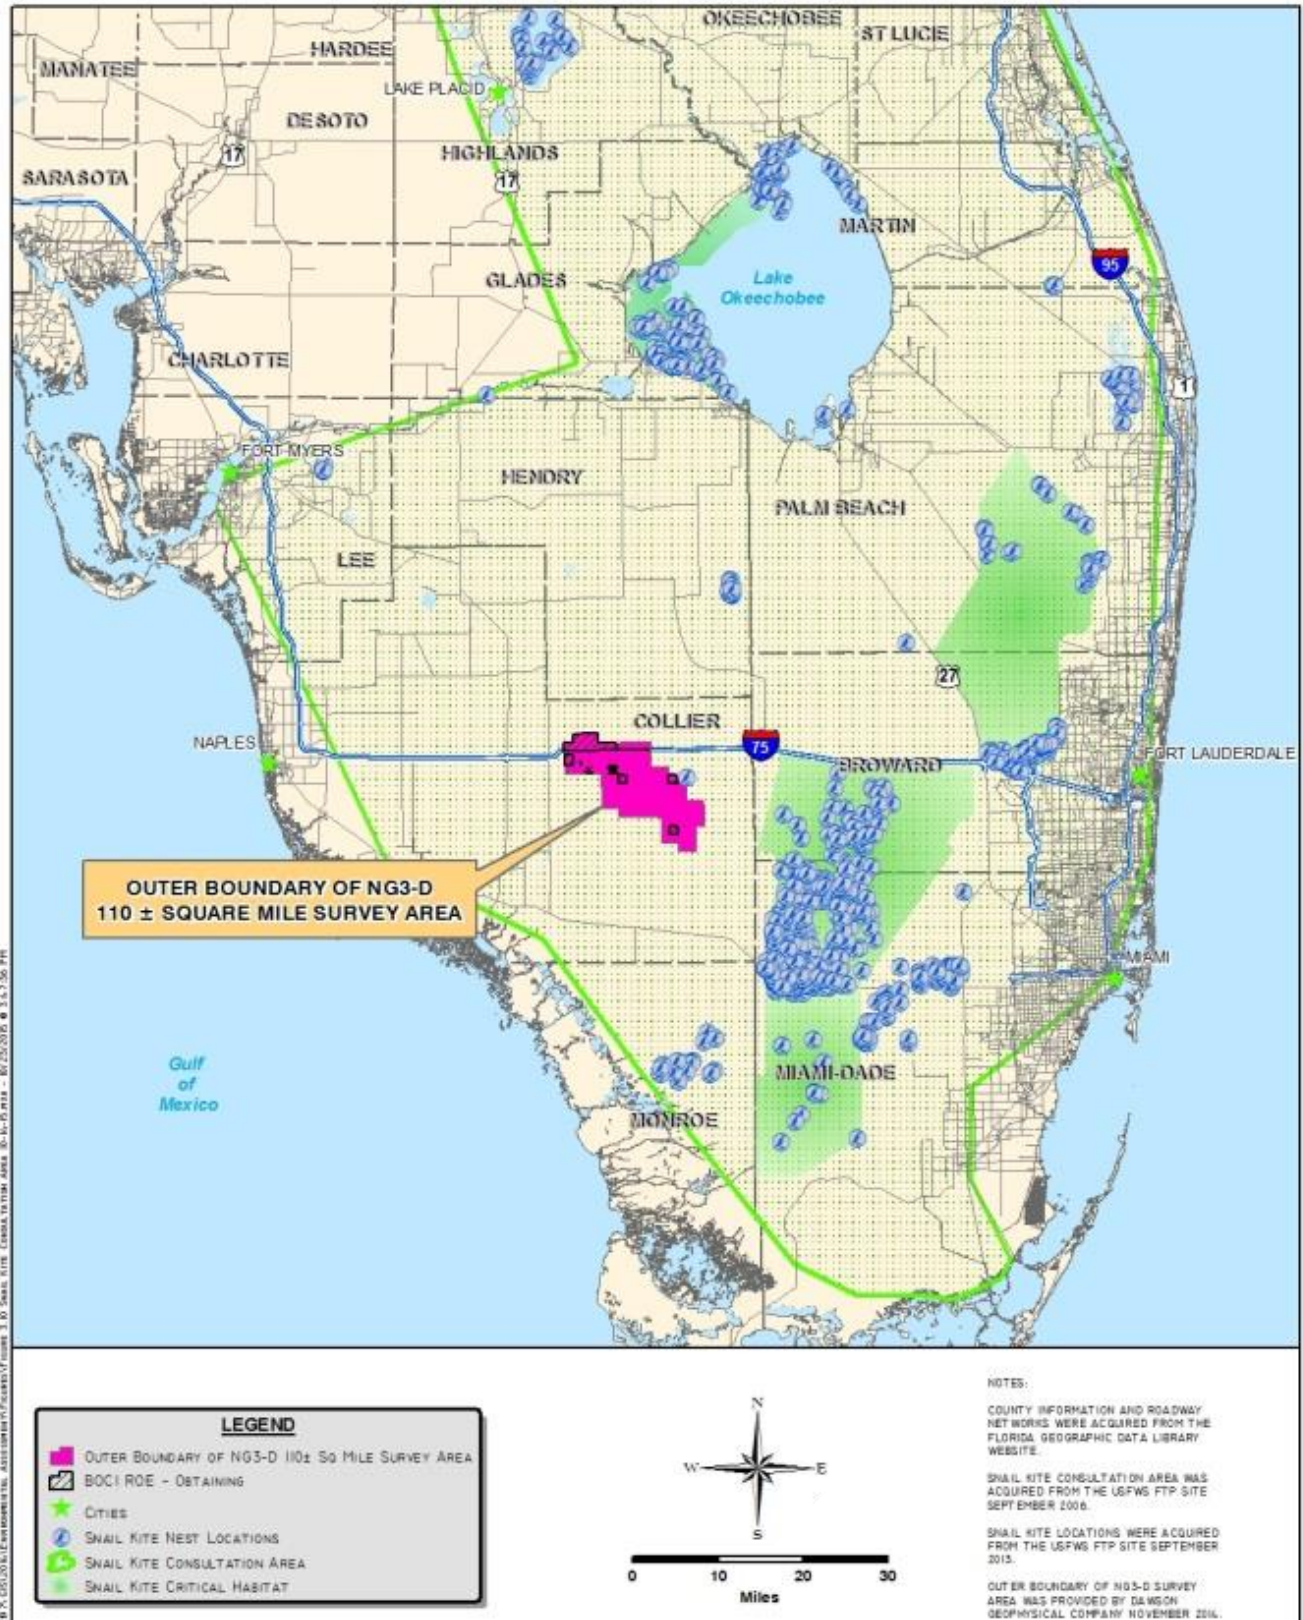 OKEECHOBEE
ST LUCIE
HARDEE
MANATEE
LAKE PLACID
DESOTO
17
HIGHLANDS
SARASOTA
17
MARTIN
95
GLADES
Lake
Okeechobee
CHARLOTTE
1
FORT MYERS
HENDRY
PALM BEACH
LEE
27
COLLIER
NAPLES
75
FORT LAUDERDALE
BROWARD
OUTER BOUNDARY OF NG3-D
110 ± SQUARE MILE SURVEY AREA
MIAMI
Gulf
of
Mexico
MIAMI-DADE
MONROE
LEGEND
OUTER BOUNDARY OF NG3-D 110± SQ MILE SURVEY AREA
BOCI ROE - OBTAINING
CITIES
SNAIL KITE NEST LOCATIONS
SNAIL KITE CONSULTATION AREA
SNAIL KITE CRITICAL HABITAT
N
W E
S
0 10 20 30
Miles
NOTES:
COUNTY INFORMATION AND ROADWAY
NETWORKS WERE ACQUIRED FROM THE
FLORIDA GEOGRAPHIC DATA LIBRARY
WEBSITE.
SNAIL KITE CONSULTATION AREA WAS
ACQUIRED FROM THE USFWS FTP SITE
SEPTEMBER 2006.
SNAIL KITE LOCATIONS WERE ACQUIRED
FROM THE USFWS FTP SITE SEPTEMBER
2013.
OUTER BOUNDARY OF NG3-D SURVEY
AREA WAS PROVIDED BY DAWSON
GEOPHYSICAL COMPANY NOVEMBER 2014.